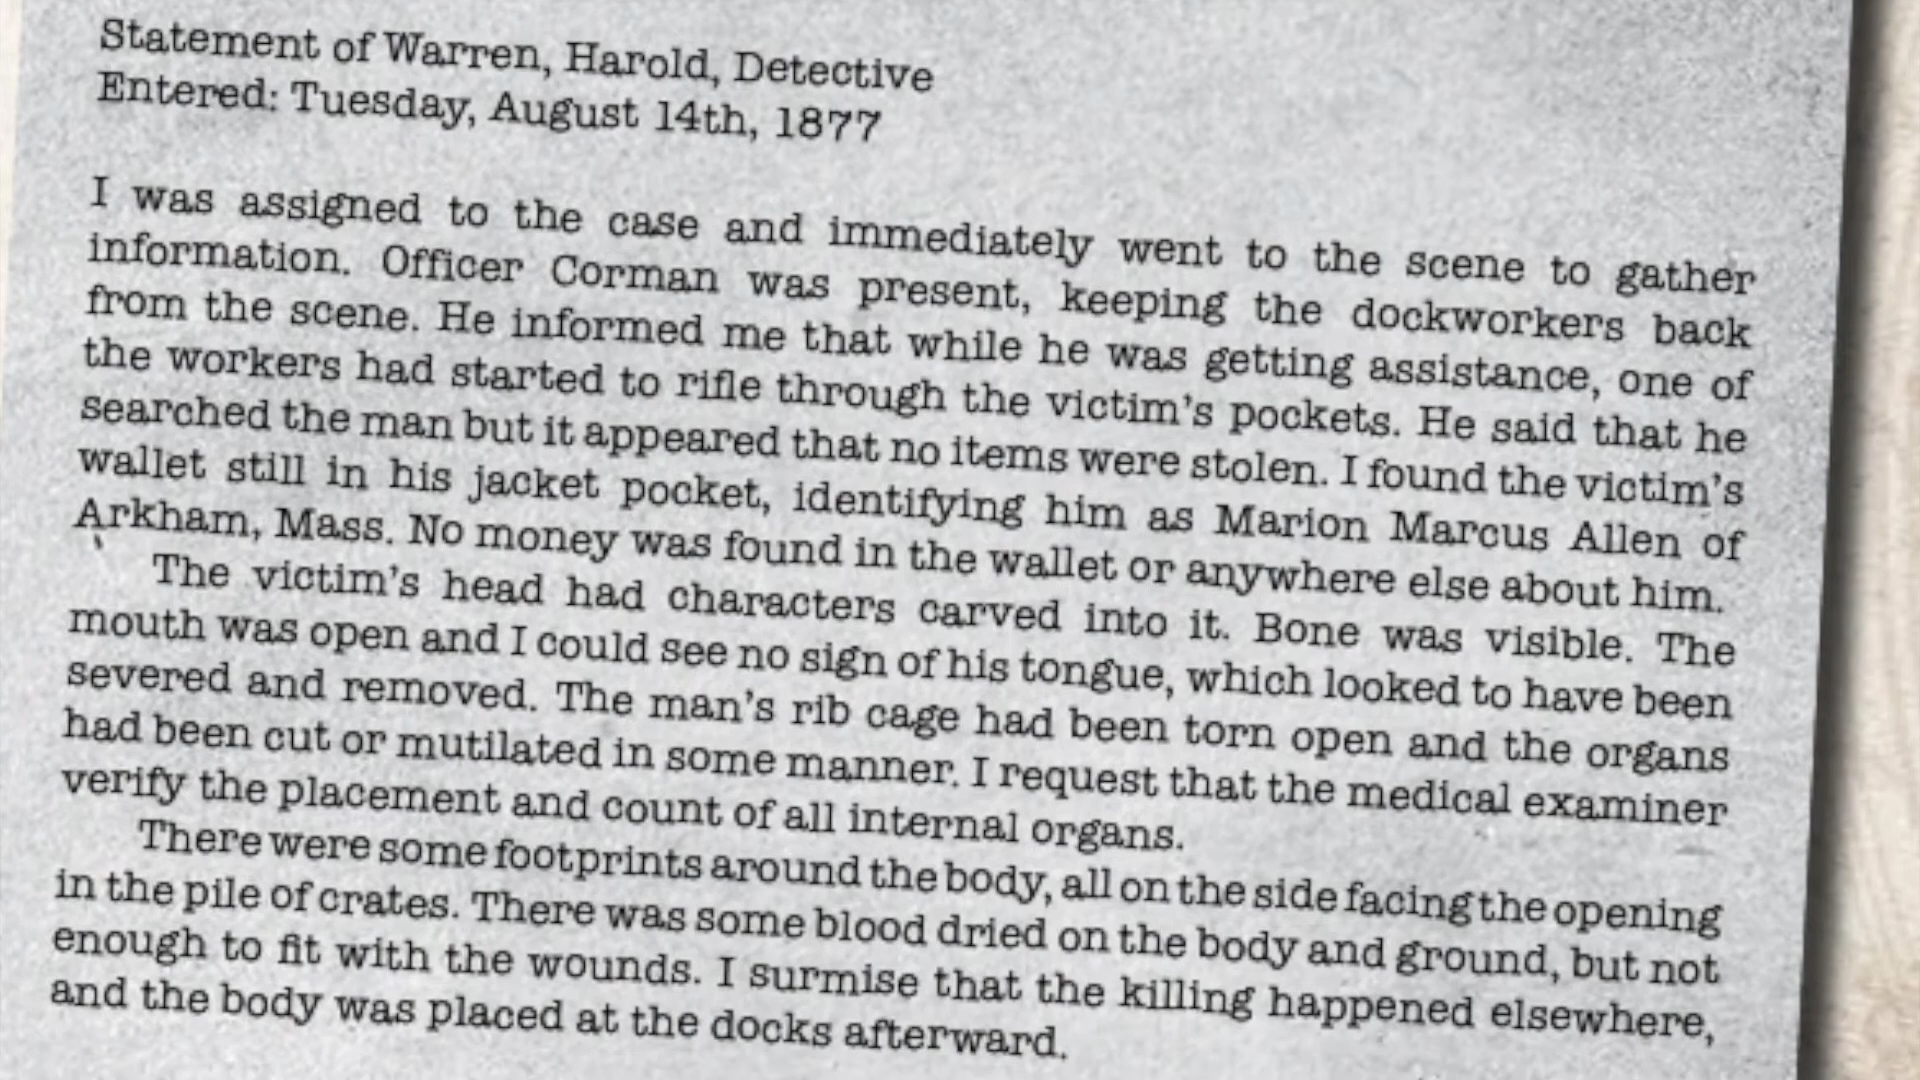 Statement of Warren, Harold, Detective
Entered: Tuesday, August 14th, 1877
I was assigned to the case and immediately went to the scene to gather
information. Officer Corman was present, keeping the dockworkers back
from the scene. He informed me that while he was getting assistance, one of
the workers had started to rifle through the victim's pockets. He said that he
searched the man but it appeared that no items were stolen. I found the victim's
wallet still in his jacket pocket, identifying him as Marion Marcus Allen of
Arkham, Mass. No money was found in the wallet or anywhere else about him.
The victim's head had characters carved into it. Bone was visible. The
mouth was open and I could see no sign of his tongue, which looked to have been
severed and removed. The man's rib cage had been torn open and the organs
had been cut or mutilated in some manner. I request that the medical examiner
verify the placement and count of all internal organs.
There were some footprints around the body, all on the side facing the opening
in the pile of crates. There was some blood dried on the body and ground, but not
enough to fit with the wounds. I surmise that the killing happened elsewhere,
and the body was placed at the docks afterward.